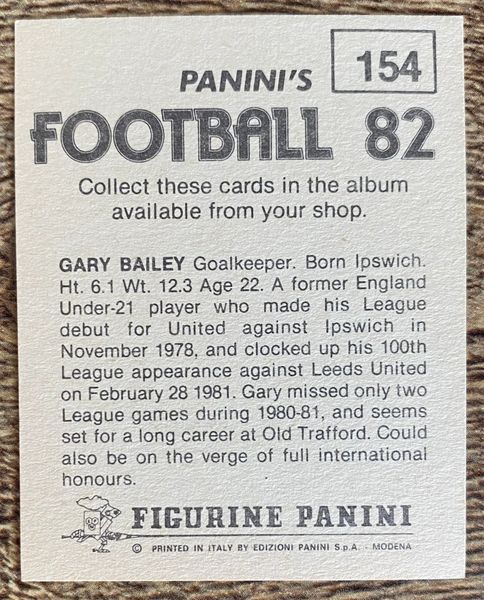 154
PANINI'S
FOOTBALL 82
Collect these cards in the album
available from your shop.
GARY BAILEY Goalkeeper. Born Ipswich.
Ht. 6.1 Wt. 12.3 Age 22. A former England
Under-21 player who made his League
debut for United against Ipswich in
November 1978, and clocked up his 100th
League appearance against Leeds United
on February 28 1981. Gary missed only two
League games during 1980-81, and seems
set for a long career at Old Trafford. Could
also be on the verge of full international
honours.
FIGURINE PANINI
© PRINTED IN ITALY BY EDIZIONI PANINI S.p.A. - MODENA